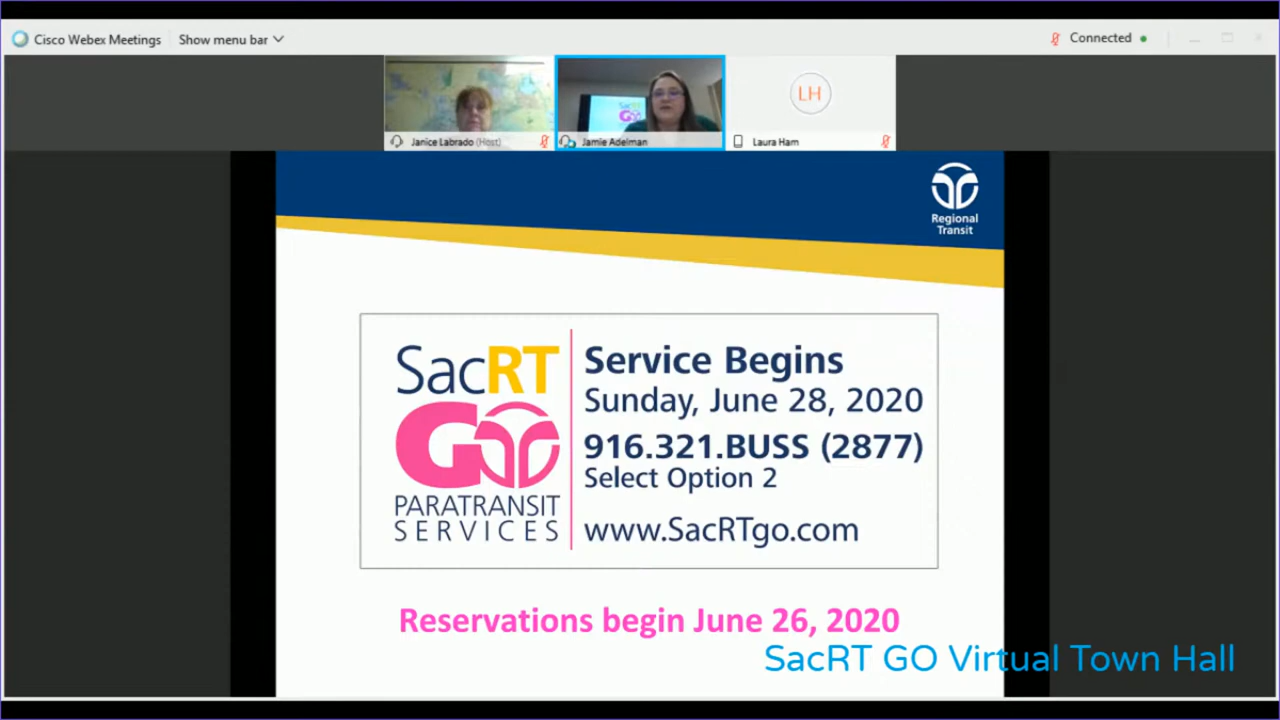 Cisco Webex Meetings Show menu bar Connected
Janice Labrado (Host) Jamie Adelman Laura Ham
LH
SacRT
GO
Regional
Transit
SacRT
GO
PARATRANSIT
SERVICES
Service Begins
Sunday, June 28, 2020
916.321.BUSS (2877)
Select Option 2
www.SacRTgo.com
Reservations begin June 26, 2020
SacRT GO Virtual Town Hall